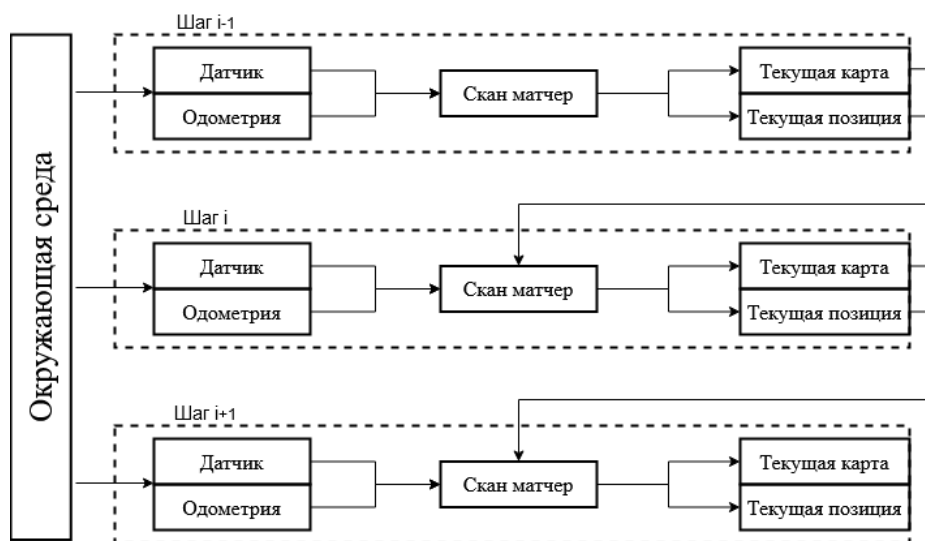 Окружающая среда
Шаг i-1
Датчик
Одометрия
Скан матчер
Текущая карта
Текущая позиция
Шаг i
Датчик
Одометрия
Скан матчер
Текущая карта
Текущая позиция
Шаг i+1
Датчик
Одометрия
Скан матчер
Текущая карта
Текущая позиция